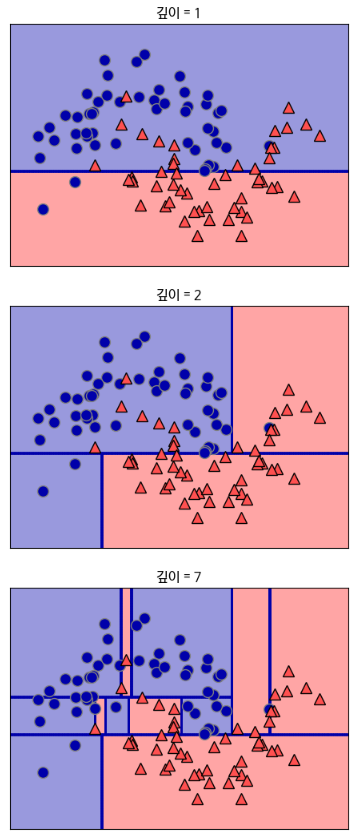 깊이 = 1
깊이 = 2
깊이 = 7